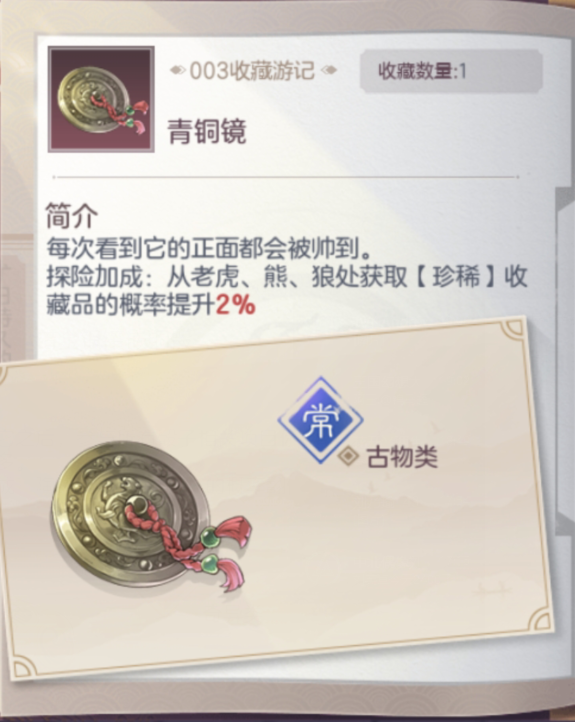 003收藏游记
收藏数量:1
青铜镜
简介
每次看到它的正面都会被帅到。
探险加成：从老虎、熊、狼处获取【珍稀】收
藏品的概率提升2%
常
古物类